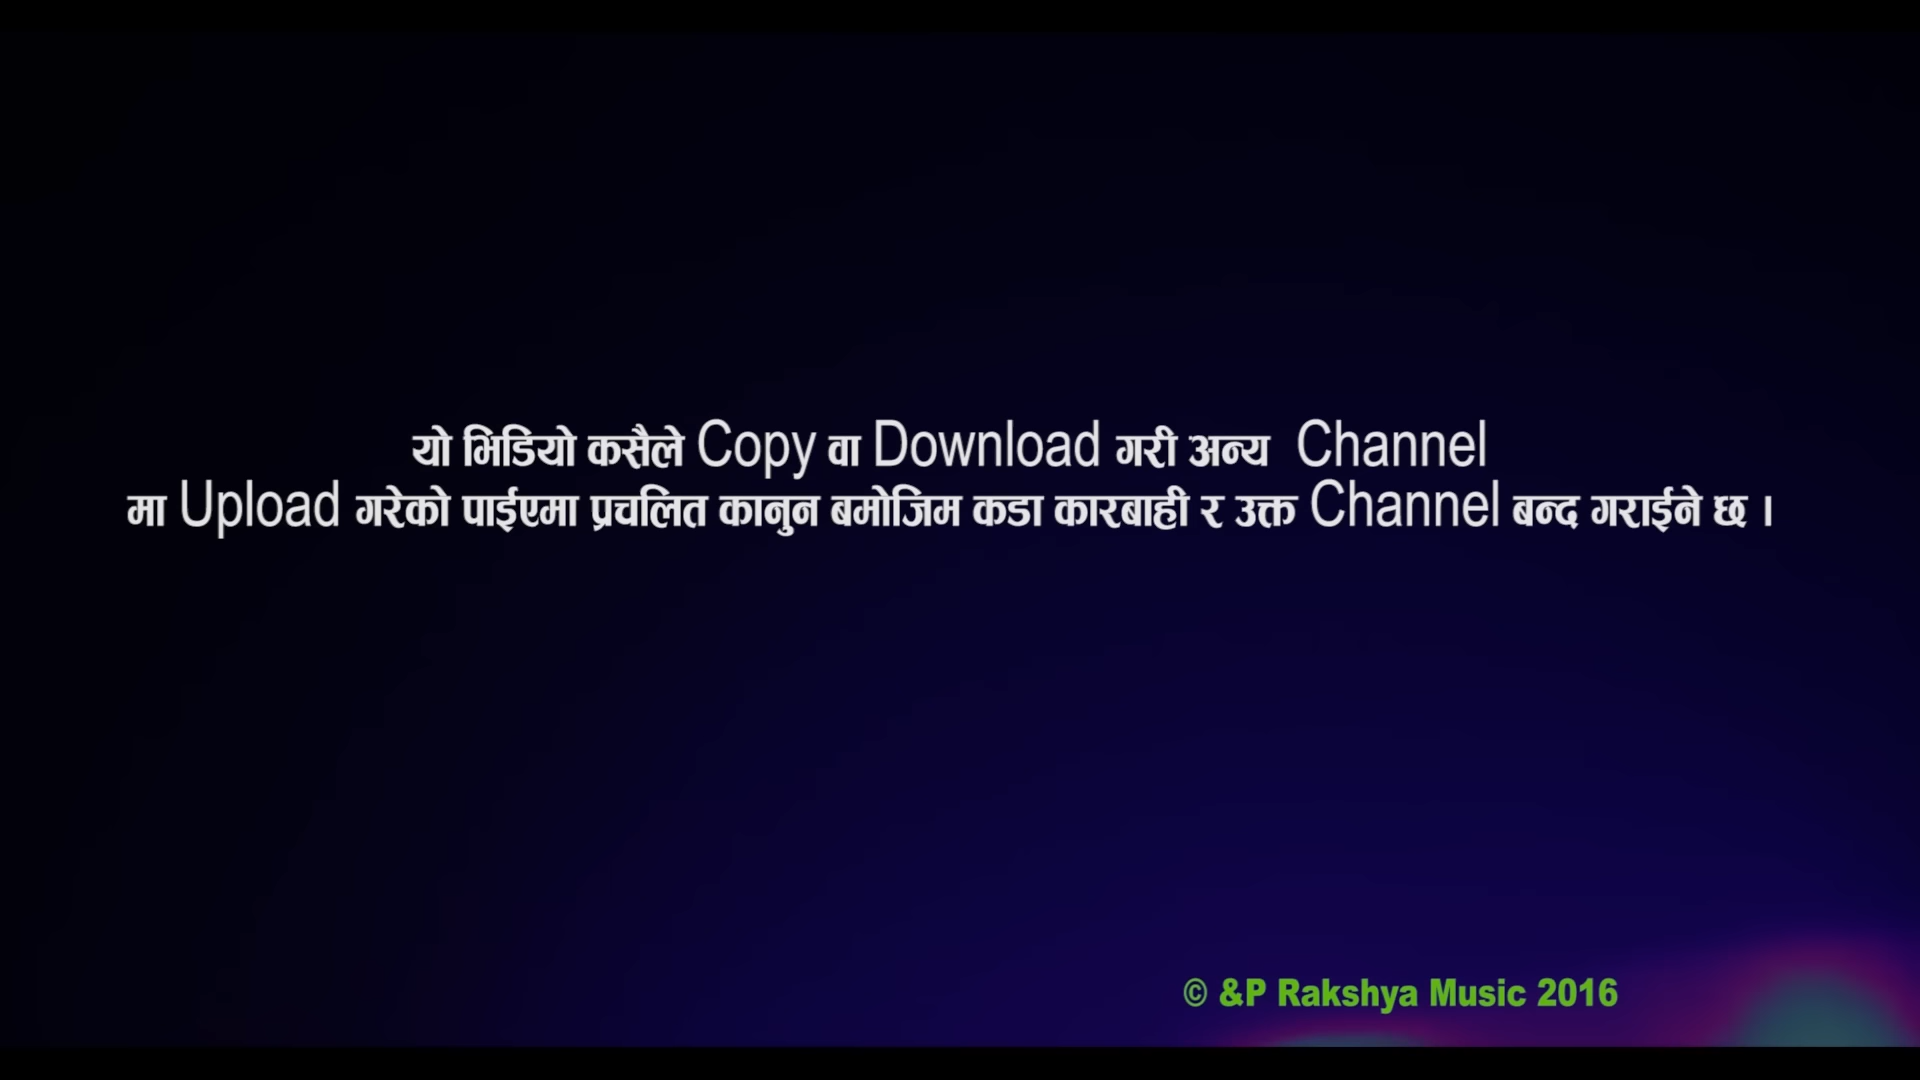 यो भिडियो कसैले Copy वा Download गरी अन्य Channel
मा Upload गरेको पाईएमा प्रचलित कानुन बमोजिम कडा कारबाही र उक्त Channel बन्द गराईने छ ।
© &P Rakshya Music 2016